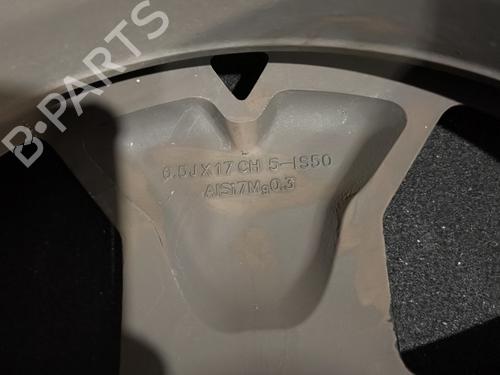 B-PARTS
6.5J X 17 CH 5-IS50
AlSi7Mg0.3